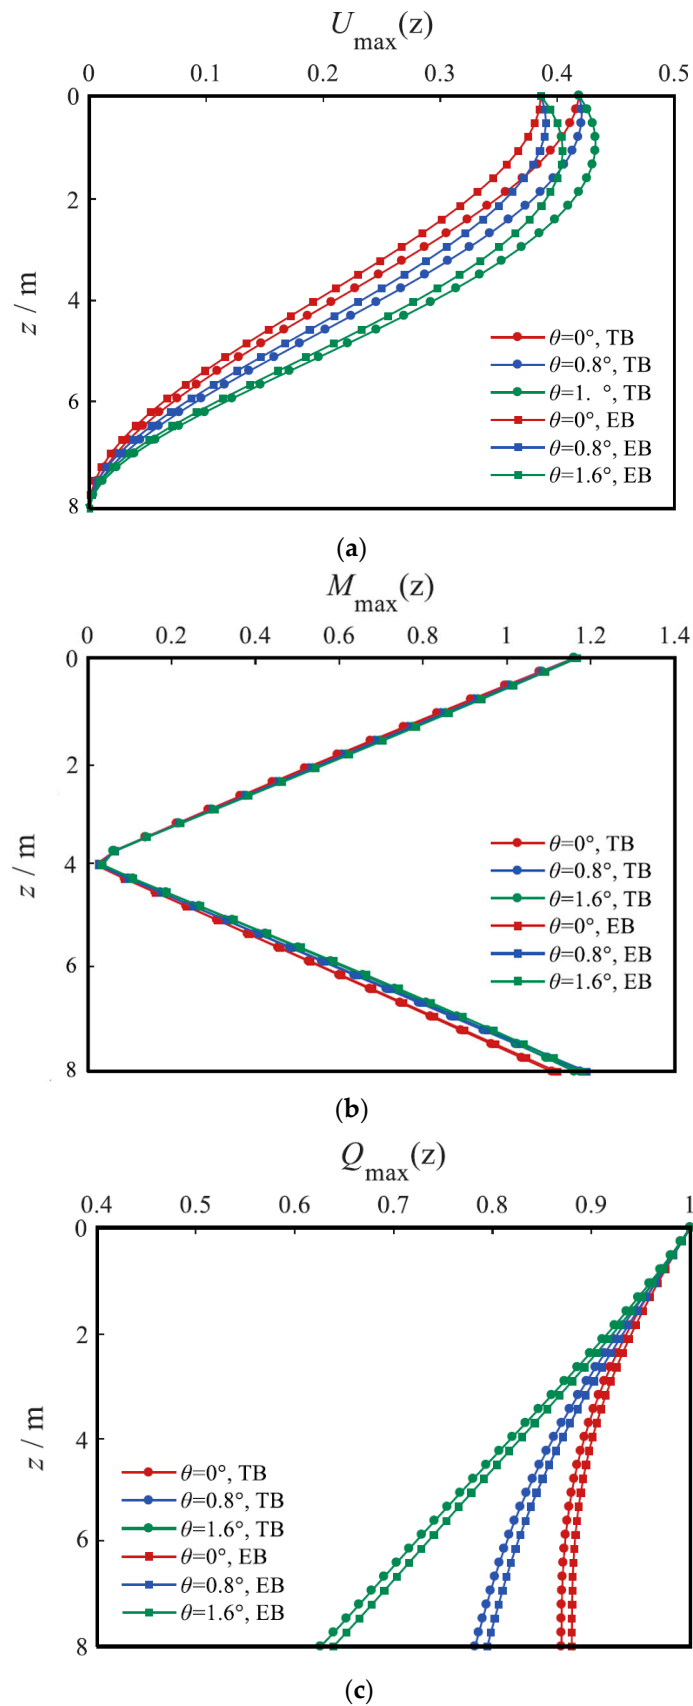 U max (z)
0 0.1 0.2 0.3 0.4 0.5
0
2
4
6
8
z / m
θ=0°, TB
θ=0.8°, TB
θ=1. °, TB
θ=0°, EB
θ=0.8°, EB
θ=1.6°, EB
(a)
M max (z)
0 0.2 0.4 0.6 0.8 1 1.2 1.4
0
2
4
6
8
z / m
θ=0°, TB
θ=0.8°, TB
θ=1.6°, TB
θ=0°, EB
θ=0.8°, EB
θ=1.6°, EB
(b)
Q max (z)
0.4 0.5 0.6 0.7 0.8 0.9 1
0
2
4
6
8
z / m
θ=0°, TB
θ=0.8°, TB
θ=1.6°, TB
θ=0°, EB
θ=0.8°, EB
θ=1.6°, EB
(c)